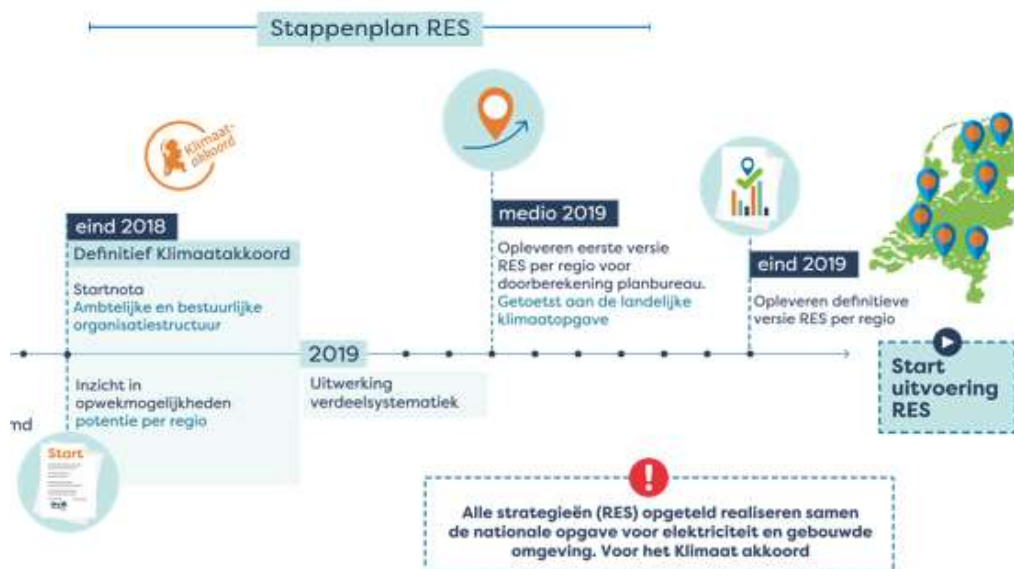 Stappenplan RES
Klimaat-
akkoord
eind 2018
Definitief Klimaatakkoord
Startnota
Ambtelijke en bestuurlijke
organisatiestructuur
medio 2019
Opleveren eerste versie
RES per regio voor
doorberekening planbureau.
Getoetst aan de landelijke
klimaatopgave
eind 2019
Opleveren definitieve
versie RES per regio
2019
Inzicht in
opwekmogelijkheden
potentie per regio
Uitwerking
verdeelsystematiek
Start
uitvoering
RES
md
Start
Alle strategieën (RES) opgeteld realiseren samen
de nationale opgave voor elektriciteit en gebouwde
omgeving. Voor het Klimaat akkoord